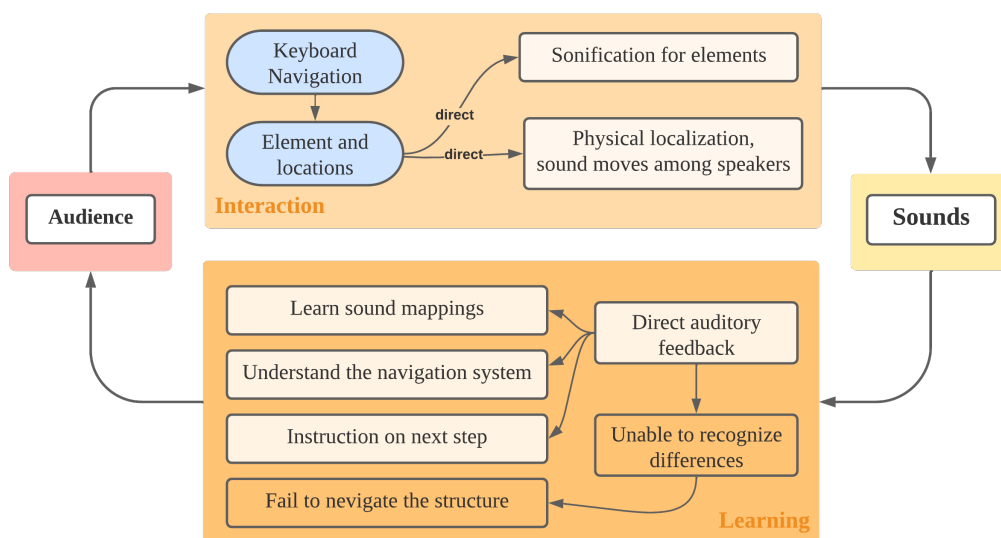 Keyboard
Navigation
Sonification for elements
direct
Element and
locations
direct
Physical localization,
sound moves among speakers
Interaction
Audience
Sounds
Learn sound mappings
Direct auditory
feedback
Understand the navigation system
Instruction on next step
Unable to recognize
differences
Fail to nevigate the structure
Learning